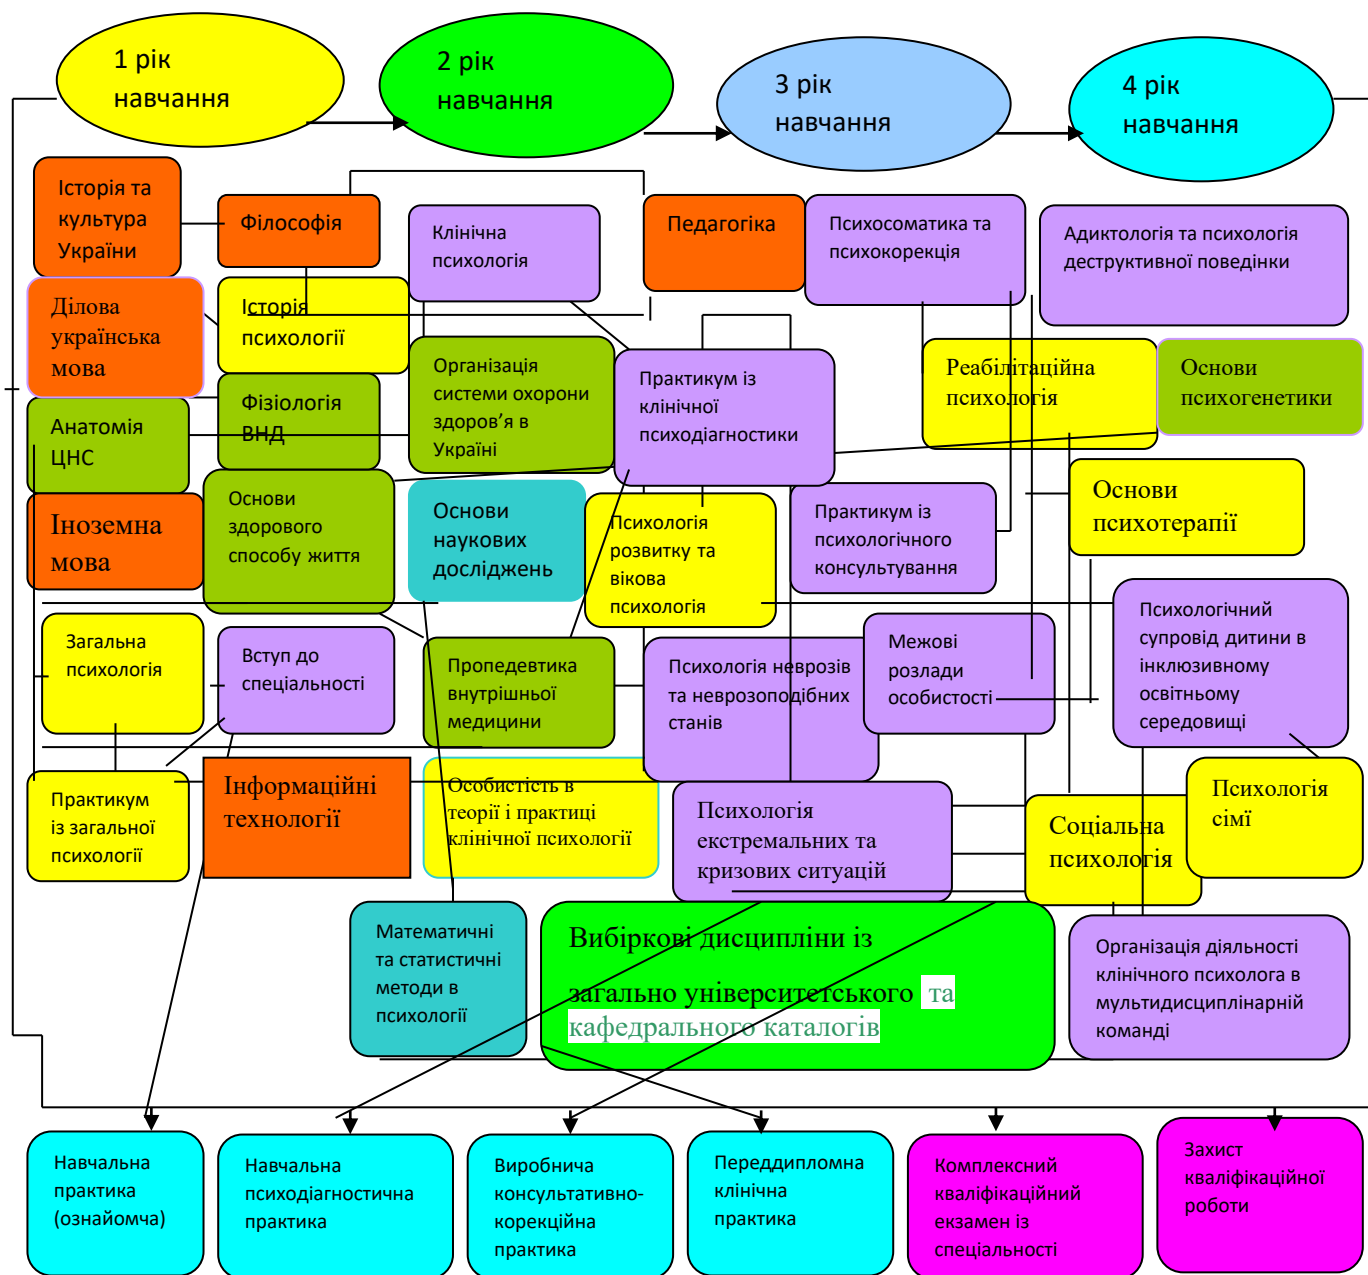 1 рік
навчання
2 рік
навчання
3 рік
навчання
4 рік
навчання
Історія та
культура
України
Філософія
Клінічна
психологія
Педагогіка
Психосоматика та
психокорекція
Адиктологія та психологія
деструктивної поведінки
Ділова
українська
мова
Історія
психології
Організація
системи охорони
здоров’я в
Україні
Практикум із
клінічної
психодіагностики
Реабілітаційна
психологія
Основи
психогенетики
Анатомія
ЦНС
Фізіологія
ВНД
Іноземна
мова
Основи
здорового
способу життя
Основи
наукових
досліджень
Психологія
розвитку та
вікова
психологія
Практикум із
психологічного
консультування
Основи
психотерапії
Загальна
психологія
Вступ до
спеціальності
Пропедевтика
внутрішньої
медицини
Психологія неврозів
та неврозоподібних
станів
Межові
розлади
особистості
Психологічний
супровід дитини в
інклюзивному
освітньому
середовищі
Практикум
із загальної
психології
Інформаційні
технології
Особистість в
теорії і практиці
клінічної психології
Психологія
екстремальних та
кризових ситуацій
Соціальна
психологія
Психологія
сімї
Математичні
та статистичні
методи в
психології
Вибіркові дисципліни із
загально університетського та
кафедрального каталогів
Організація діяльності
клінічного психолога в
мультидисциплінарній
команді
Навчальна
практика
(ознайомча)
Навчальна
психодіагностична
практика
Виробнича
консультативно-
корекційна
практика
Переддипломна
клінічна
практика
Комплексний
кваліфікаційний
екзамен із
спеціальності
Захист
кваліфікаційної
роботи